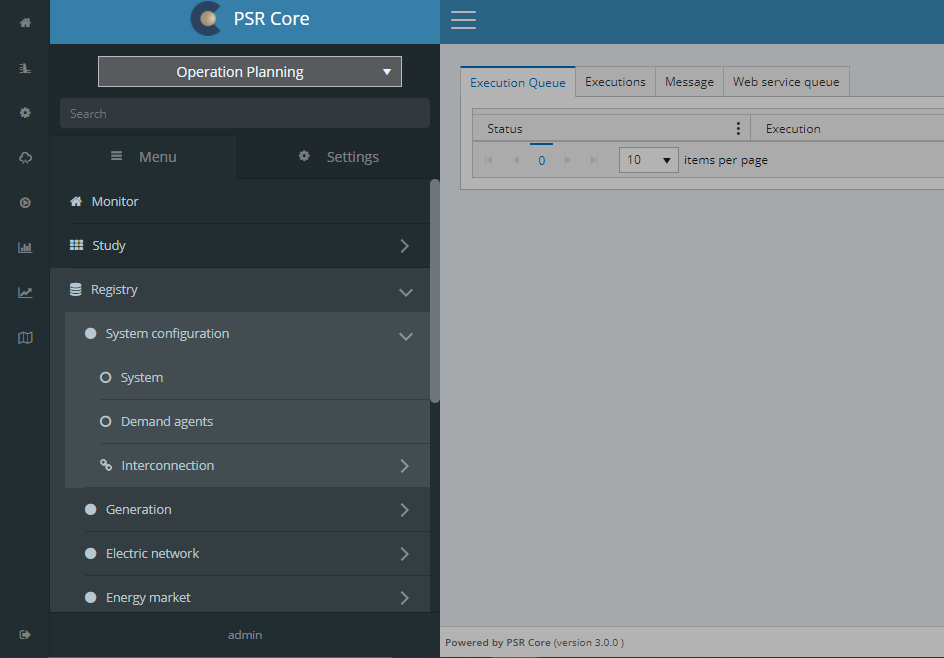 PSR Core
Operation Planning
Search
Menu
Settings
Monitor
Study
Registry
System configuration
System
Demand agents
Interconnection
Generation
Electric network
Energy market
admin
Execution Queue
Executions
Message
Web service queue
Status
Execution
0
10
items per page
Powered by PSR Core (version 3.0.0 )